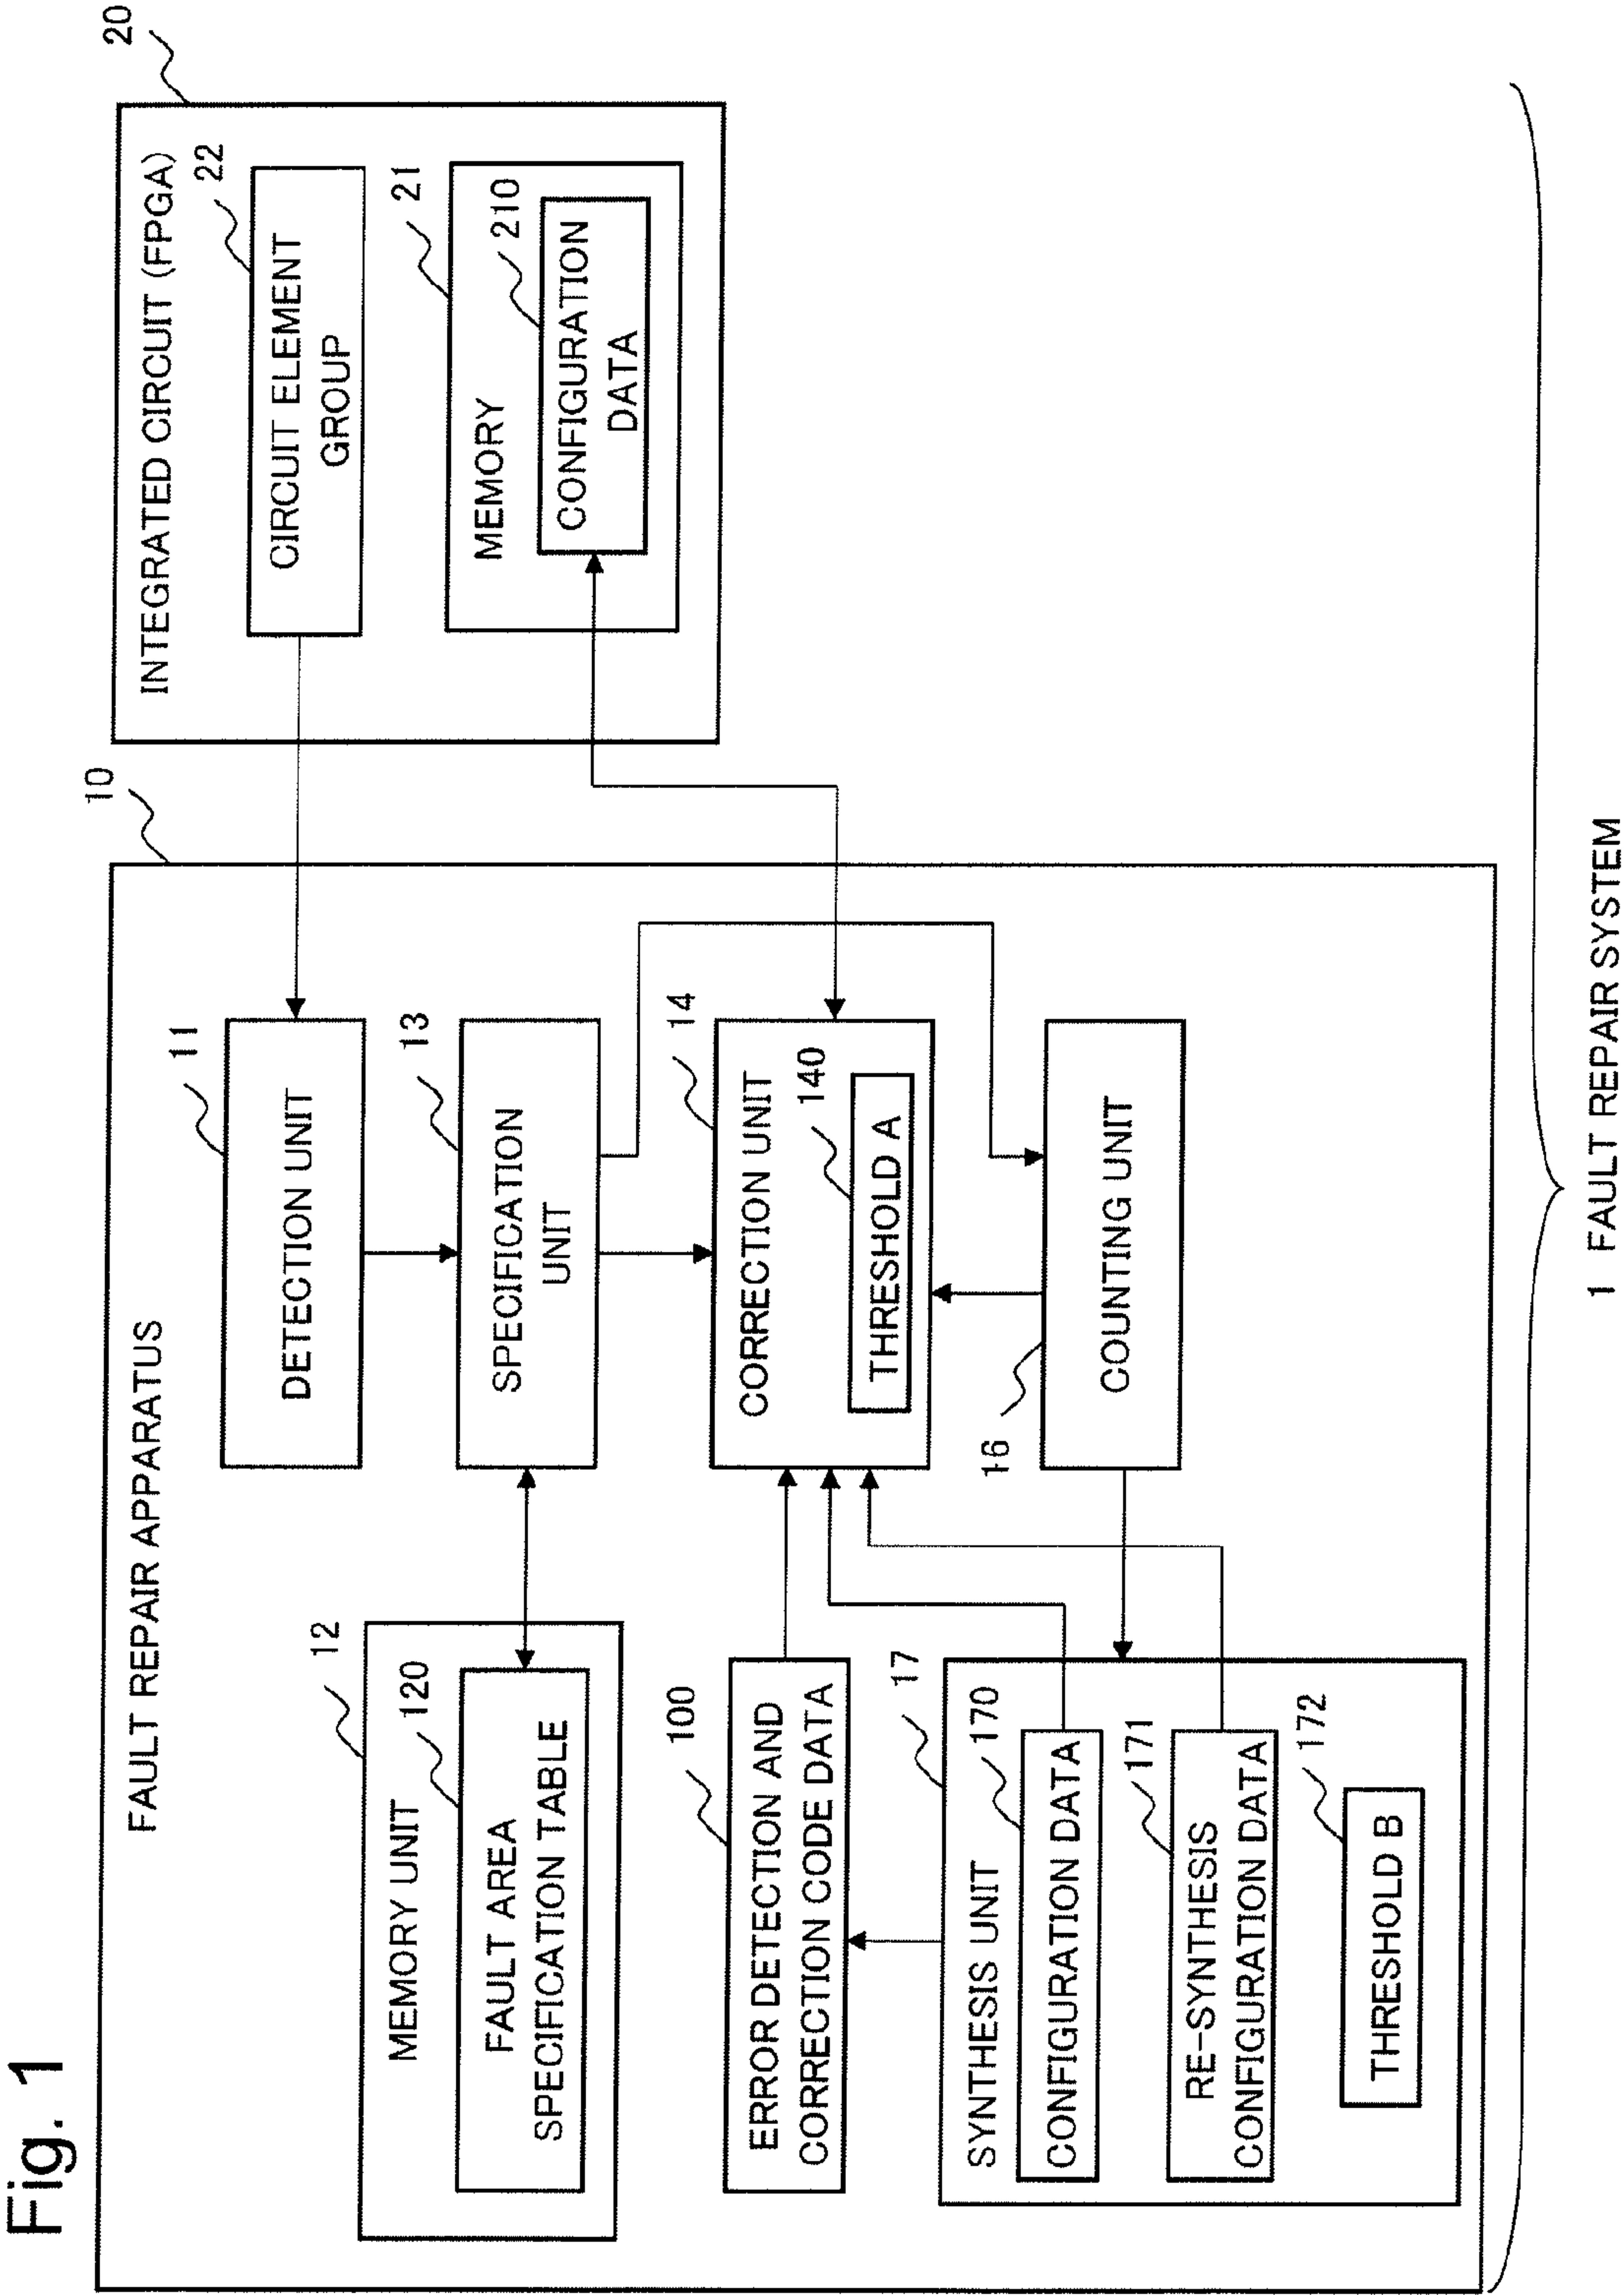 Fig. 1
FAULT REPAIR APPARATUS
10
MEMORY UNIT
12
FAULT AREA
SPECIFICATION TABLE
120
DETECTION UNIT
11
SPECIFICATION
UNIT
13
ERROR DETECTION AND
CORRECTION CODE DATA
100
CORRECTION UNIT
14
THRESHOLD A
140
SYNTHESIS UNIT
17
CONFIGURATION DATA
170
RE-SYNTHESIS
CONFIGURATION DATA
171
THRESHOLD B
172
COUNTING UNIT
16
INTEGRATED CIRCUIT (FPGA)
20
CIRCUIT ELEMENT
GROUP
22
MEMORY
21
CONFIGURATION
DATA
210
1 FAULT REPAIR SYSTEM